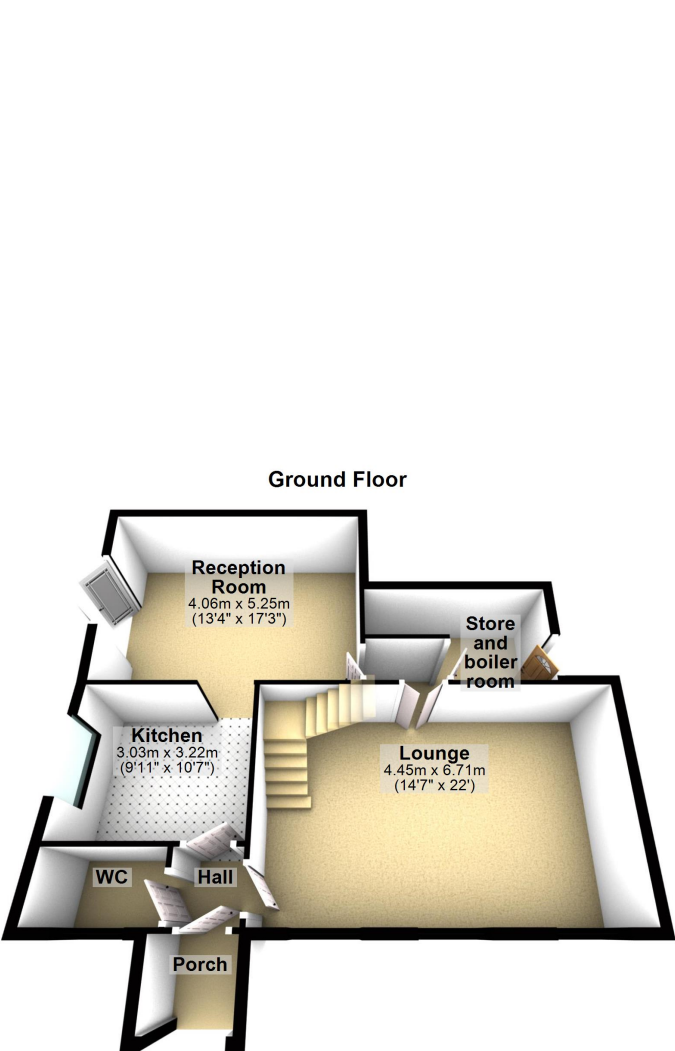 Ground Floor
Reception
Room
4.06m x 5.25m
(13'4" x 17'3")
Store
and
boiler
room
Kitchen
3.03m x 3.22m
(9'11" x 10'7")
Lounge
4.45m x 6.71m
(14'7" x 22')
WC
Hall
Porch